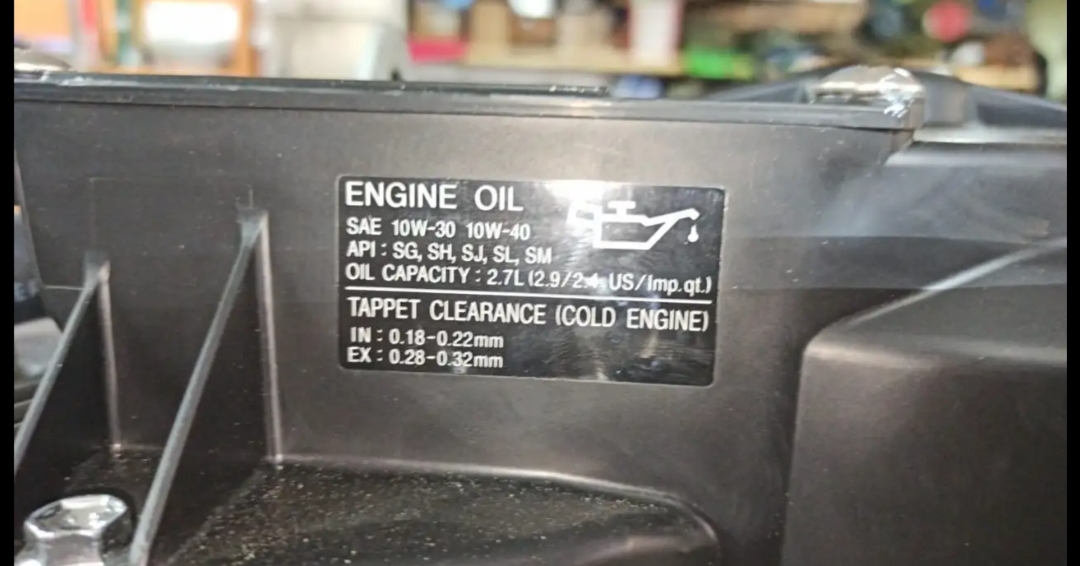 ENGINE OIL
SAE 10W-30 10W-40
API : SG, SH, SJ, SL, SM
OIL CAPACITY : 2.7L (2.9/2.4 US/Imp.qt.)
TAPPET CLEARANCE (COLD ENGINE)
IN : 0.18-0.22mm
EX : 0.28-0.32mm